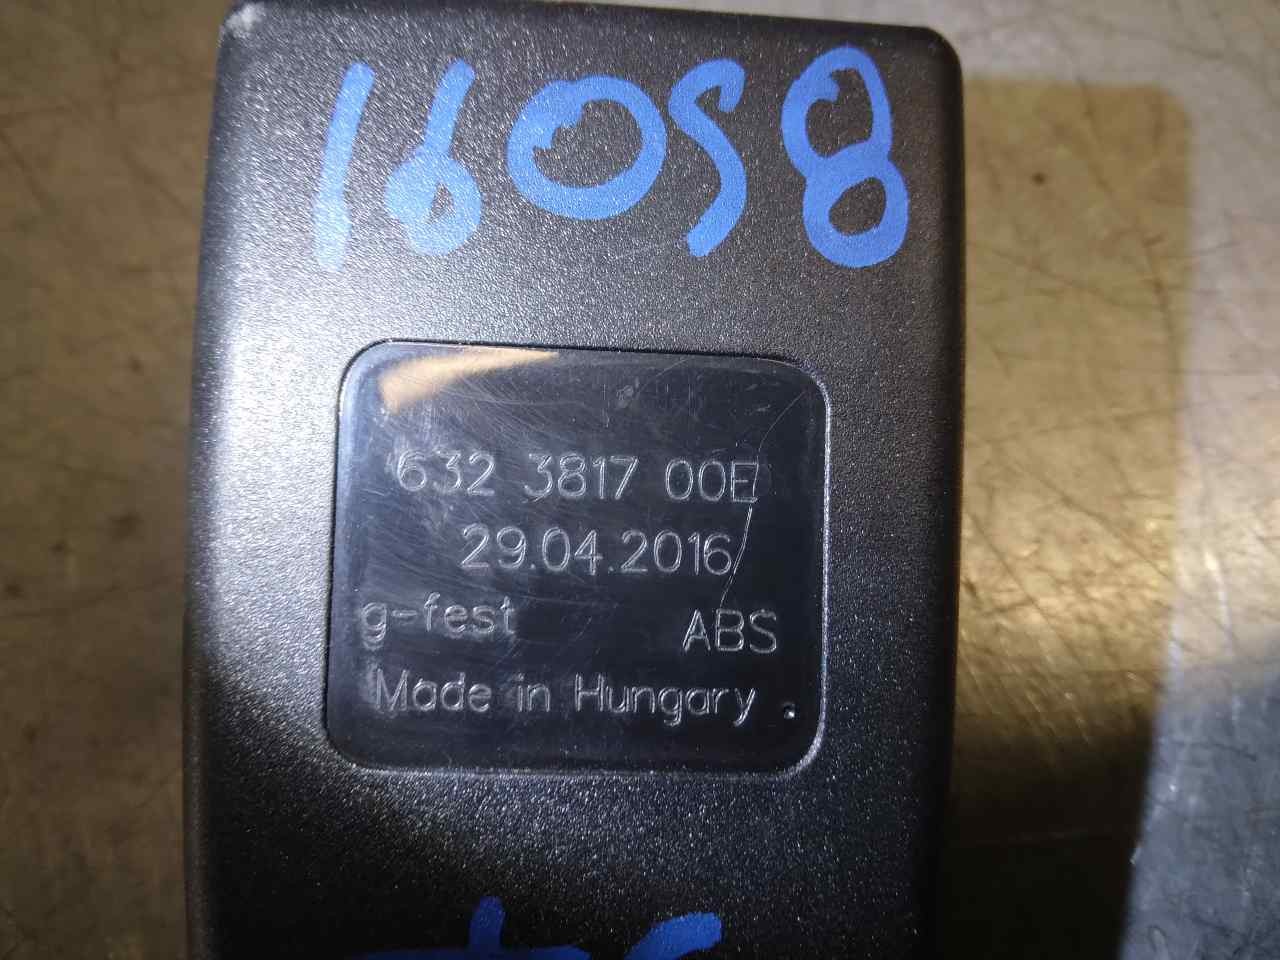 16058
632 3817 00E
29.04.2016
g-fest ABS
Made in Hungary